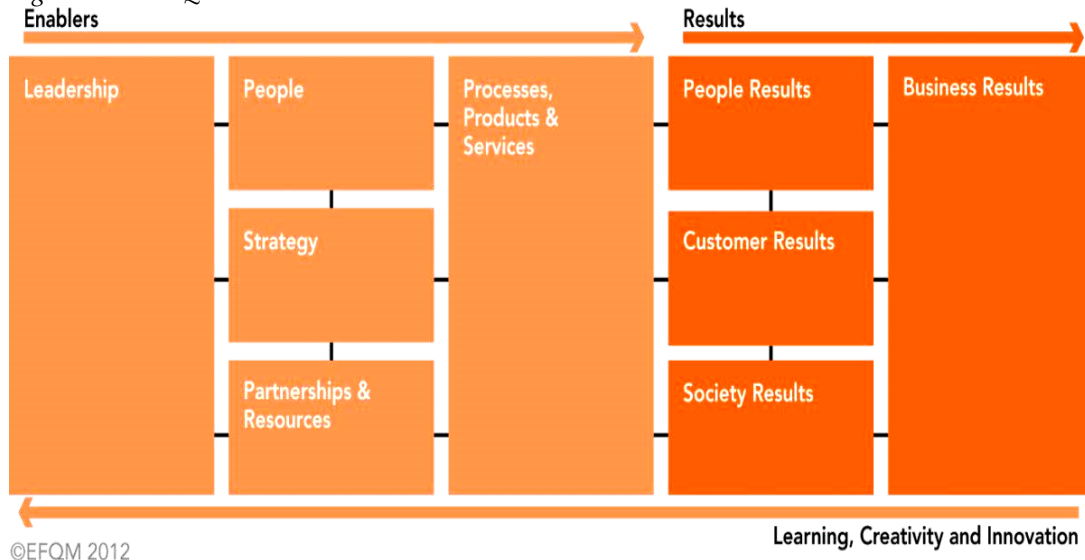 Enablers
Results
Leadership
People
Processes,
Products &
Services
People Results
Business Results
Strategy
Customer Results
Partnerships &
Resources
Society Results
Learning, Creativity and Innovation
©EFQM 2012